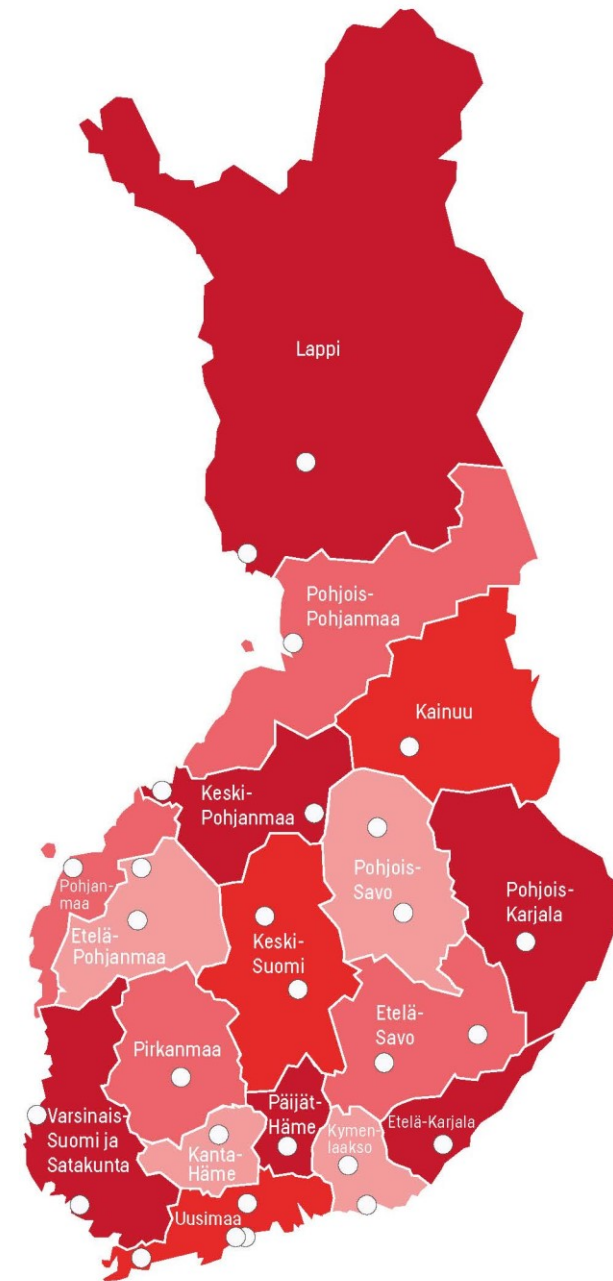 Lappi
Pohjois-
Pohjanmaa
Kainuu
Keski-
Pohjanmaa
Pohjan-
maa
Pohjois-
Savo
Pohjois-
Karjala
Etelä-
Pohjanmaa
Keski-
Suomi
Etelä-
Savo
Pirkanmaa
Varsinais-
Suomi ja
Satakunta
Päijät-
Häme
Etelä-Karjala
Kanta-
Häme
Kymen-
laakso
Uusimaa